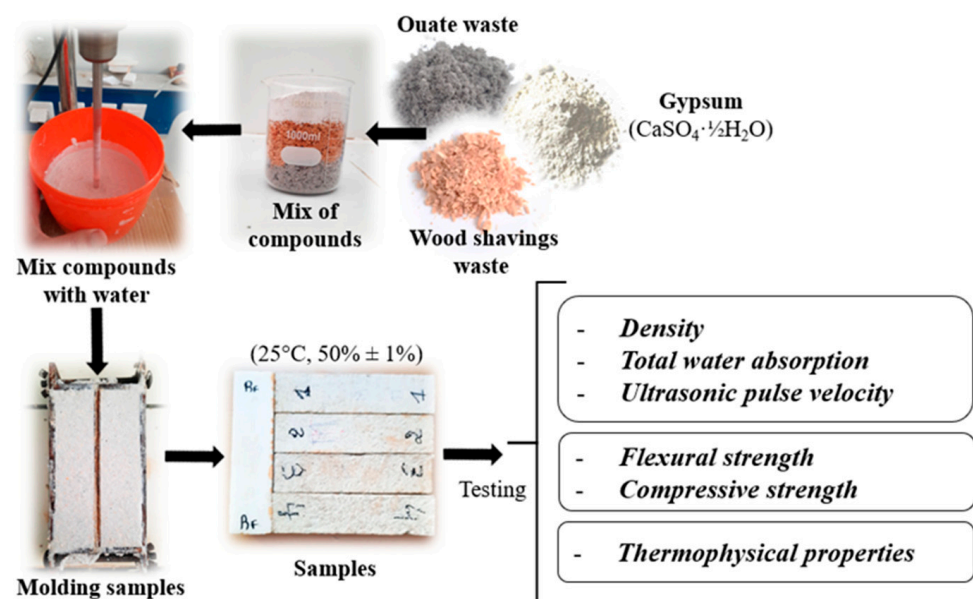 Ouate waste
Gypsum
(CaSO₄·½H₂O)
1000ml
Mix of
compounds
Wood shavings
waste
Mix compounds
with water
(25°C, 50% ± 1%)
Molding samples
Samples
Testing
- Density
- Total water absorption
- Ultrasonic pulse velocity
- Flexural strength
- Compressive strength
- Thermophysical properties